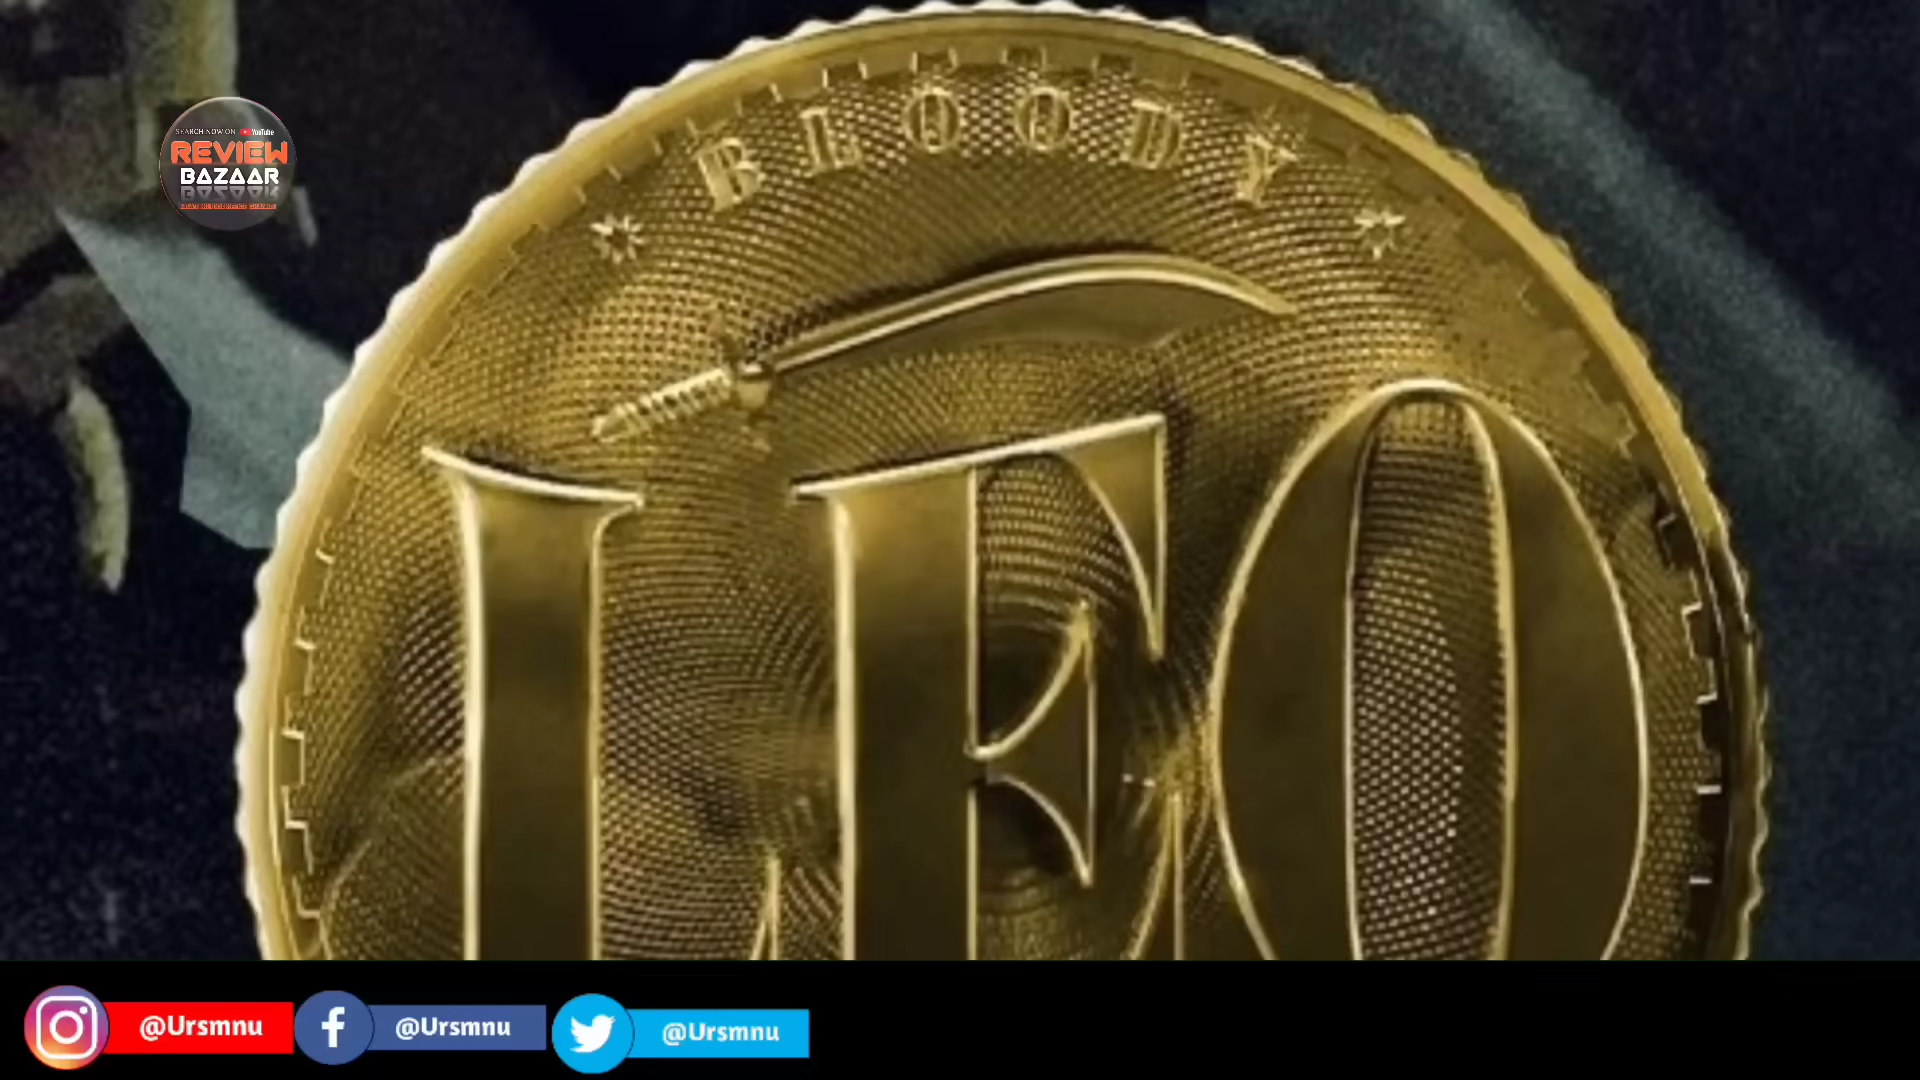 BLOODY
LEO
SEARCH NOW ON YouTube
REVIEW
BAZAAR
@Ursmnu
@Ursmnu
@Ursmnu